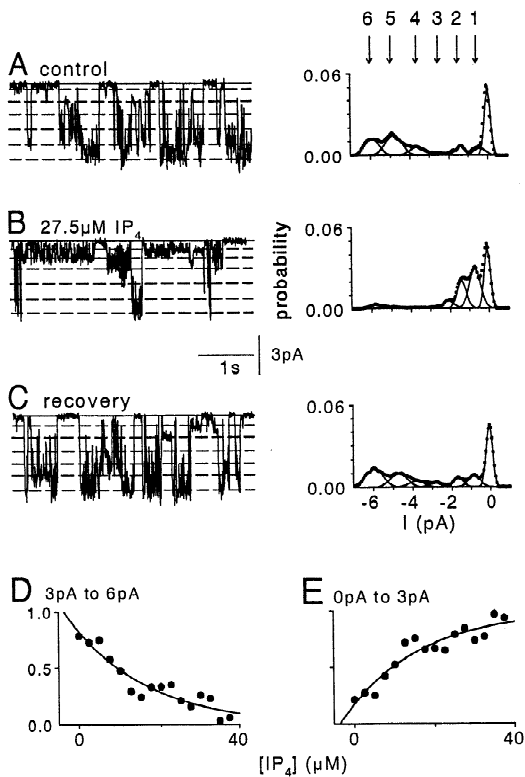 6 5 4 3 2 1
A control
0.06
0.00
B 27.5µM IP4
0.06
0.00
probability
1s
3pA
C recovery
0.06
0.00
-6 -4 -2 0
I (pA)
D 3pA to 6pA
1.0
0.5
0.0
0 40
E 0pA to 3pA
0 40
[IP4] (µM)